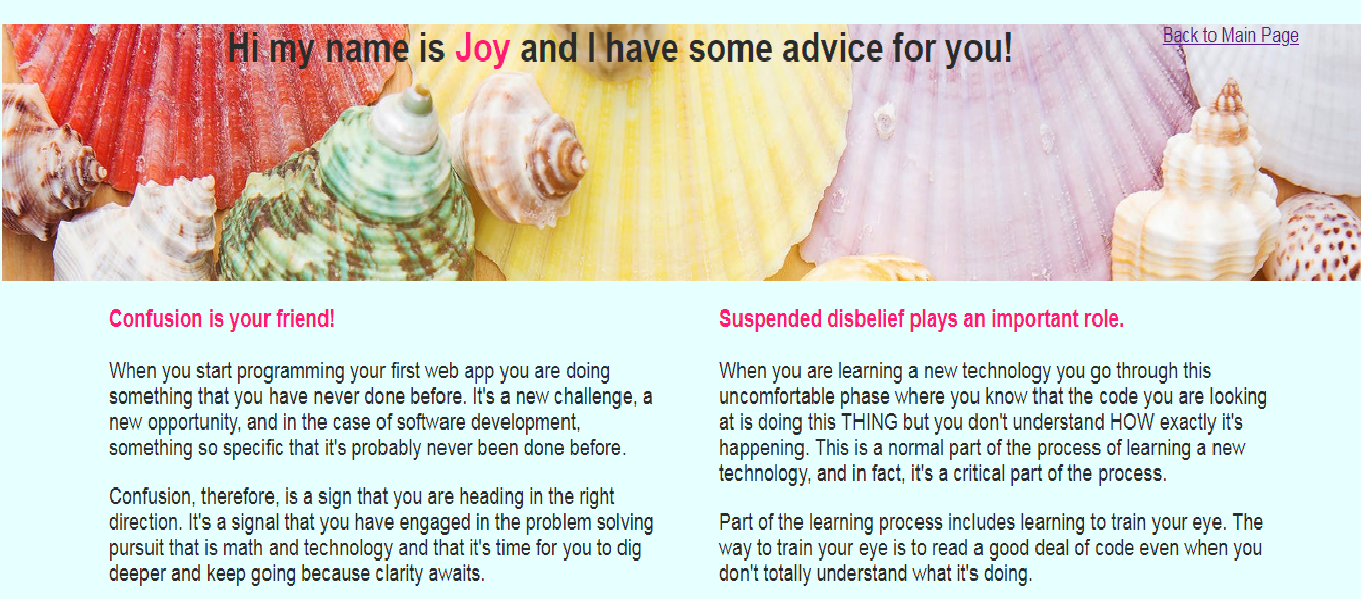 Hi my name is Joy and I have some advice for you!
Back to Main Page
Confusion is your friend!
When you start programming your first web app you are doing
something that you have never done before. It's a new challenge, a
new opportunity, and in the case of software development,
something so specific that it's probably never been done before.
Confusion, therefore, is a sign that you are heading in the right
direction. It's a signal that you have engaged in the problem solving
pursuit that is math and technology and that it's time for you to dig
deeper and keep going because clarity awaits.
Suspended disbelief plays an important role.
When you are learning a new technology you go through this
uncomfortable phase where you know that the code you are looking
at is doing this THING but you don't understand HOW exactly it's
happening. This is a normal part of the process of learning a new
technology, and in fact, it's a critical part of the process.
Part of the learning process includes learning to train your eye. The
way to train your eye is to read a good deal of code even when you
don't totally understand what it's doing.